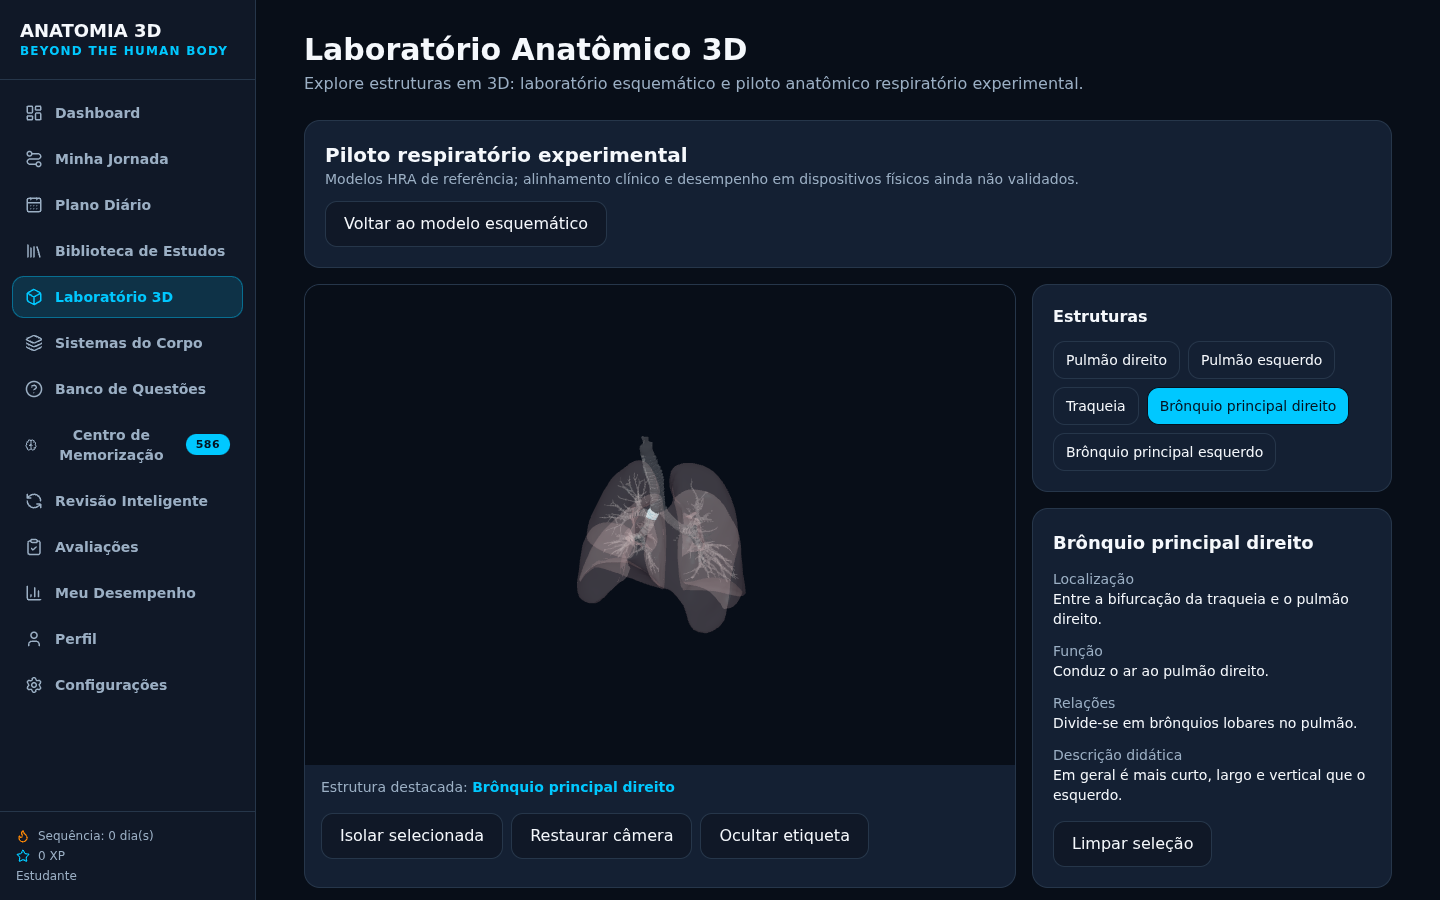 ANATOMIA 3D
BEYOND THE HUMAN BODY
Dashboard
Minha Jornada
Plano Diário
Biblioteca de Estudos
Laboratório 3D
Sistemas do Corpo
Banco de Questões
Centro de
Memorização
586
Revisão Inteligente
Avaliações
Meu Desempenho
Perfil
Configurações
Sequência: 0 dia(s)
0 XP
Estudante
Laboratório Anatômico 3D
Explore estruturas em 3D: laboratório esquemático e piloto anatômico respiratório experimental.
Piloto respiratório experimental
Modelos HRA de referência; alinhamento clínico e desempenho em dispositivos físicos ainda não validados.
Voltar ao modelo esquemático
Estrutura destacada: Brônquio principal direito
Isolar selecionada
Restaurar câmera
Ocultar etiqueta
Estruturas
Pulmão direito
Pulmão esquerdo
Traqueia
Brônquio principal direito
Brônquio principal esquerdo
Brônquio principal direito
Localização
Entre a bifurcação da traqueia e o pulmão
direito.
Função
Conduz o ar ao pulmão direito.
Relações
Divide-se em brônquios lobares no pulmão.
Descrição didática
Em geral é mais curto, largo e vertical que o
esquerdo.
Limpar seleção